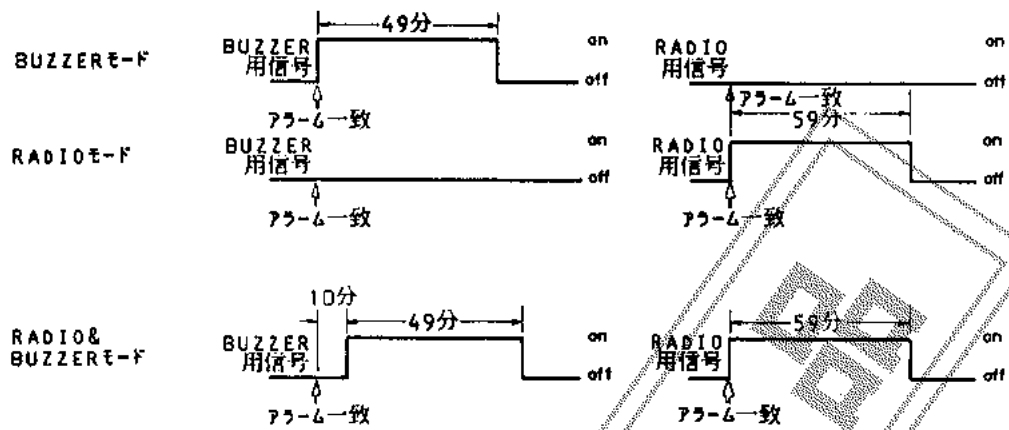 49分
BUZZERモード
BUZZER
用信号
on
off
アラーム一致
RADIO
用信号
on
off
アラーム一致
59分
RADIOモード
BUZZER
用信号
on
off
アラーム一致
RADIO
用信号
on
off
アラーム一致
RADIO&
BUZZERモード
10分
49分
BUZZER
用信号
on
off
アラーム一致
59分
RADIO
用信号
on
off
アラーム一致